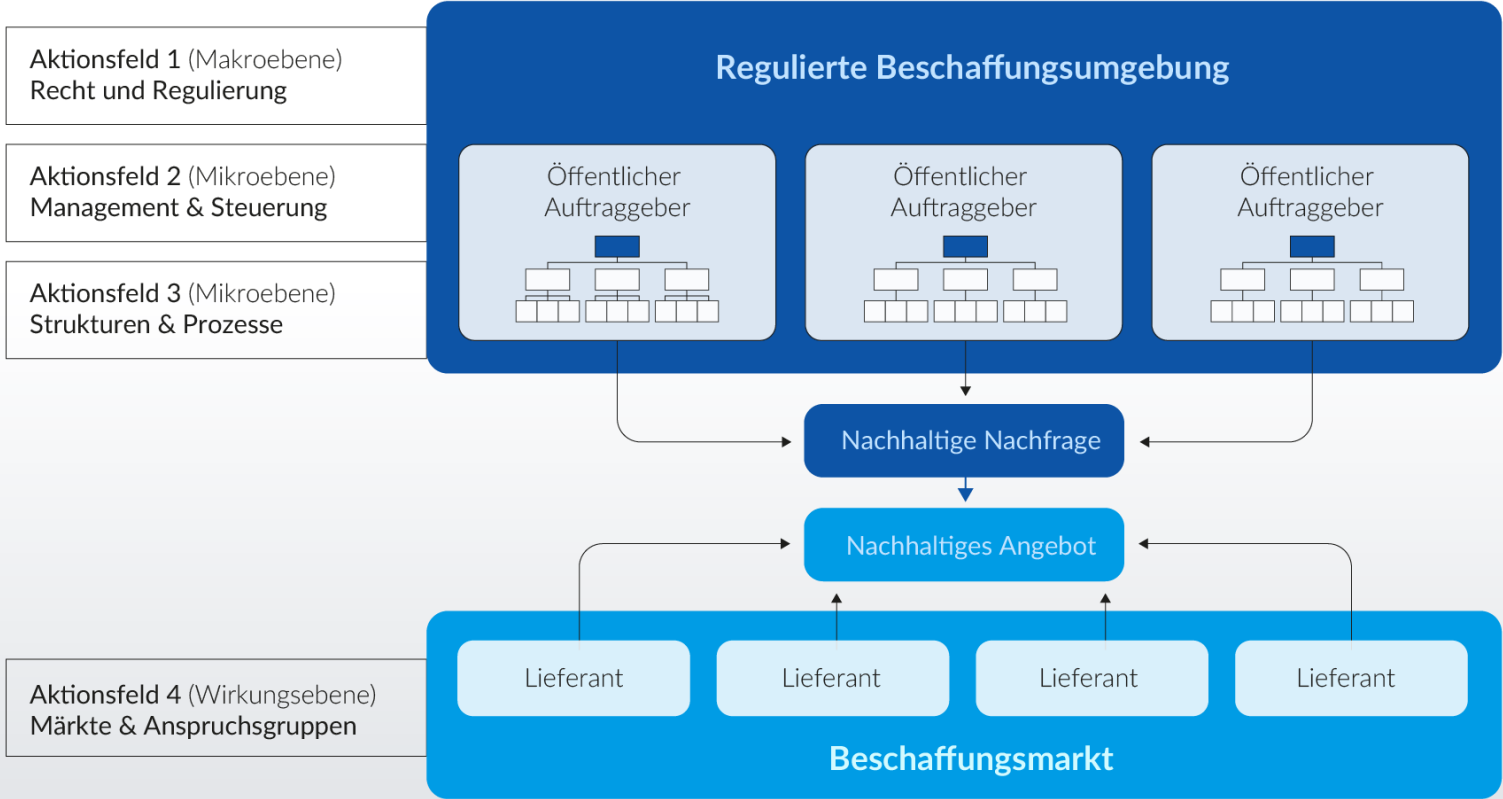 Aktionsfeld 1 (Makroebene)
Recht und Regulierung
Regulierte Beschaffungsumgebung
Aktionsfeld 2 (Mikroebene)
Management & Steuerung
Öffentlicher
Auftraggeber
Öffentlicher
Auftraggeber
Öffentlicher
Auftraggeber
Aktionsfeld 3 (Mikroebene)
Strukturen & Prozesse
Nachhaltige Nachfrage
Nachhaltiges Angebot
Lieferant
Lieferant
Lieferant
Lieferant
Aktionsfeld 4 (Wirkungsebene)
Märkte & Anspruchsgruppen
Beschaffungsmarkt